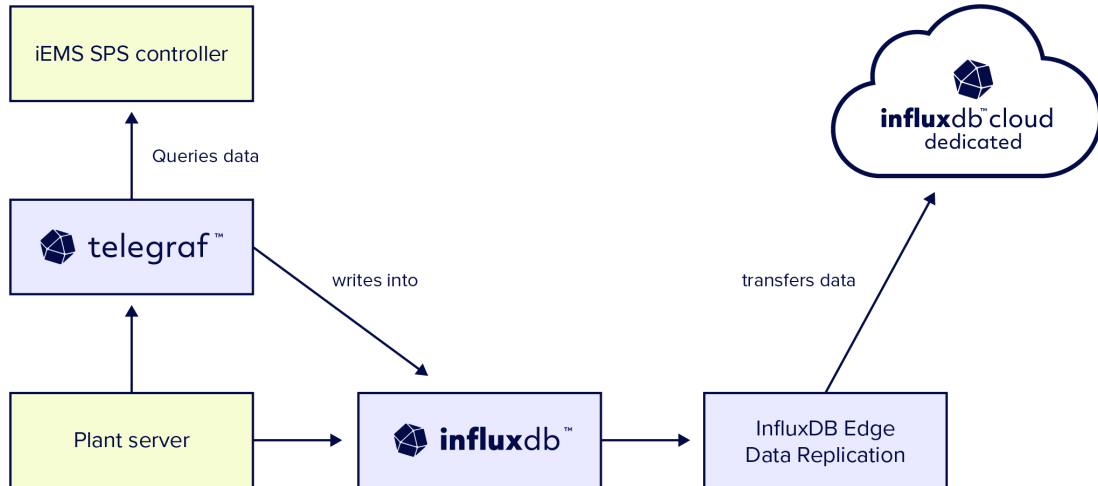 iEMS SPS controller
Queries data
influxdb™ cloud
dedicated
telegraf™
writes into
transfers data
Plant server
influxdb™
InfluxDB Edge
Data Replication